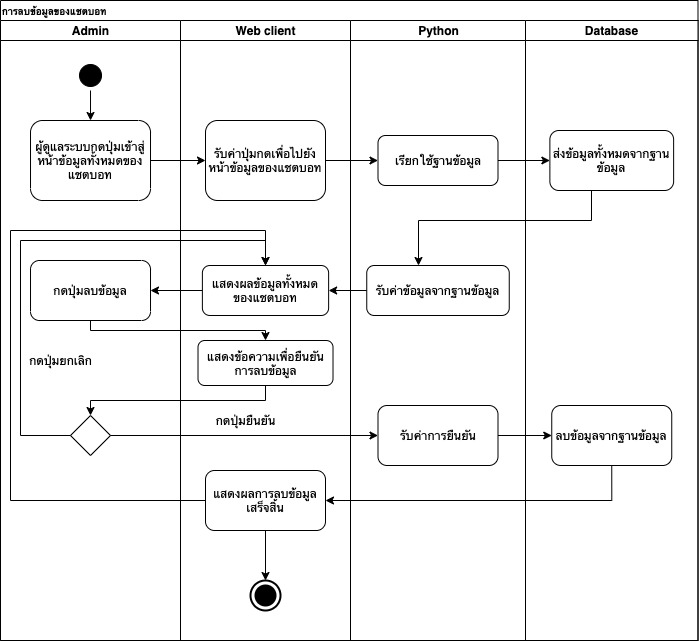 การลบข้อมูลของแชตบอท
Admin
Web client
Python
Database
ผู้ดูแลระบบกดปุ่มเข้าสู่
หน้าข้อมูลทั้งหมดของ
แชตบอท
รับค่าปุ่มกดเพื่อไปยัง
หน้าข้อมูลของแชตบอท
เรียกใช้ฐานข้อมูล
ส่งข้อมูลทั้งหมดจากฐาน
ข้อมูล
กดปุ่มลบข้อมูล
แสดงผลข้อมูลทั้งหมด
ของแชตบอท
รับค่าข้อมูลจากฐานข้อมูล
กดปุ่มยกเลิก
แสดงข้อความเพื่อยืนยัน
การลบข้อมูล
กดปุ่มยืนยัน
รับค่าการยืนยัน
ลบข้อมูลจากฐานข้อมูล
แสดงผลการลบข้อมูล
เสร็จสิ้น